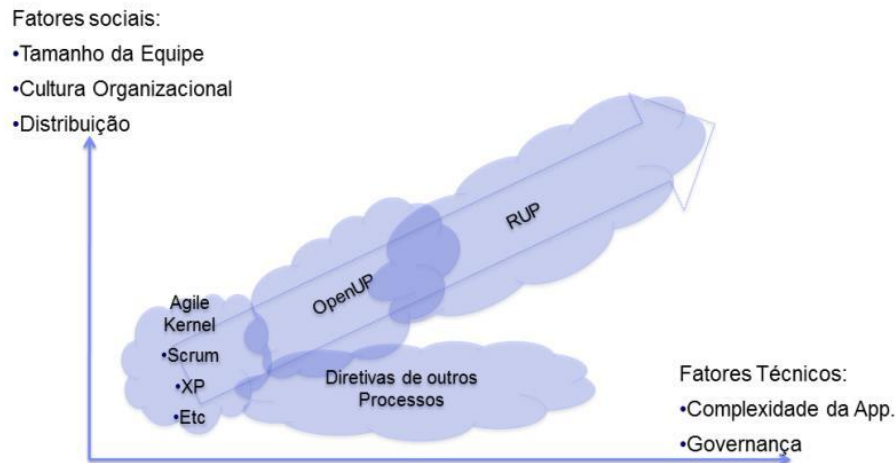 Fatores sociais:
•Tamanho da Equipe
•Cultura Organizacional
•Distribuição
RUP
OpenUP
Agile
Kernel
•Scrum
•XP
•Etc
Diretivas de outros
Processos
Fatores Técnicos:
•Complexidade da App.
•Governança